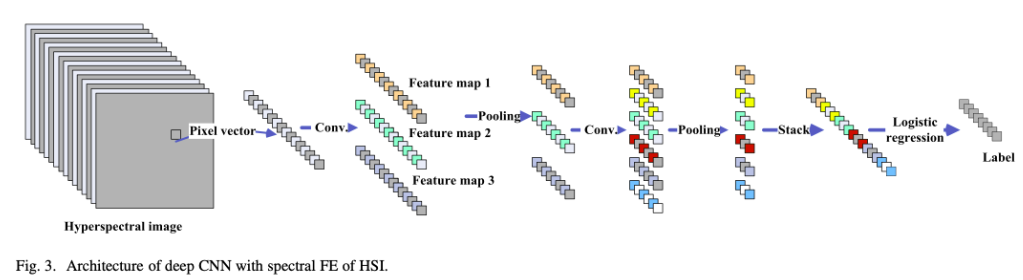 Feature map 1
Pixel vector
Conv.
Feature map 2
Pooling
Conv.
Pooling
Stack
Logistic
regression
Feature map 3
Label
Hyperspectral image
Fig. 3. Architecture of deep CNN with spectral FE of HSI.